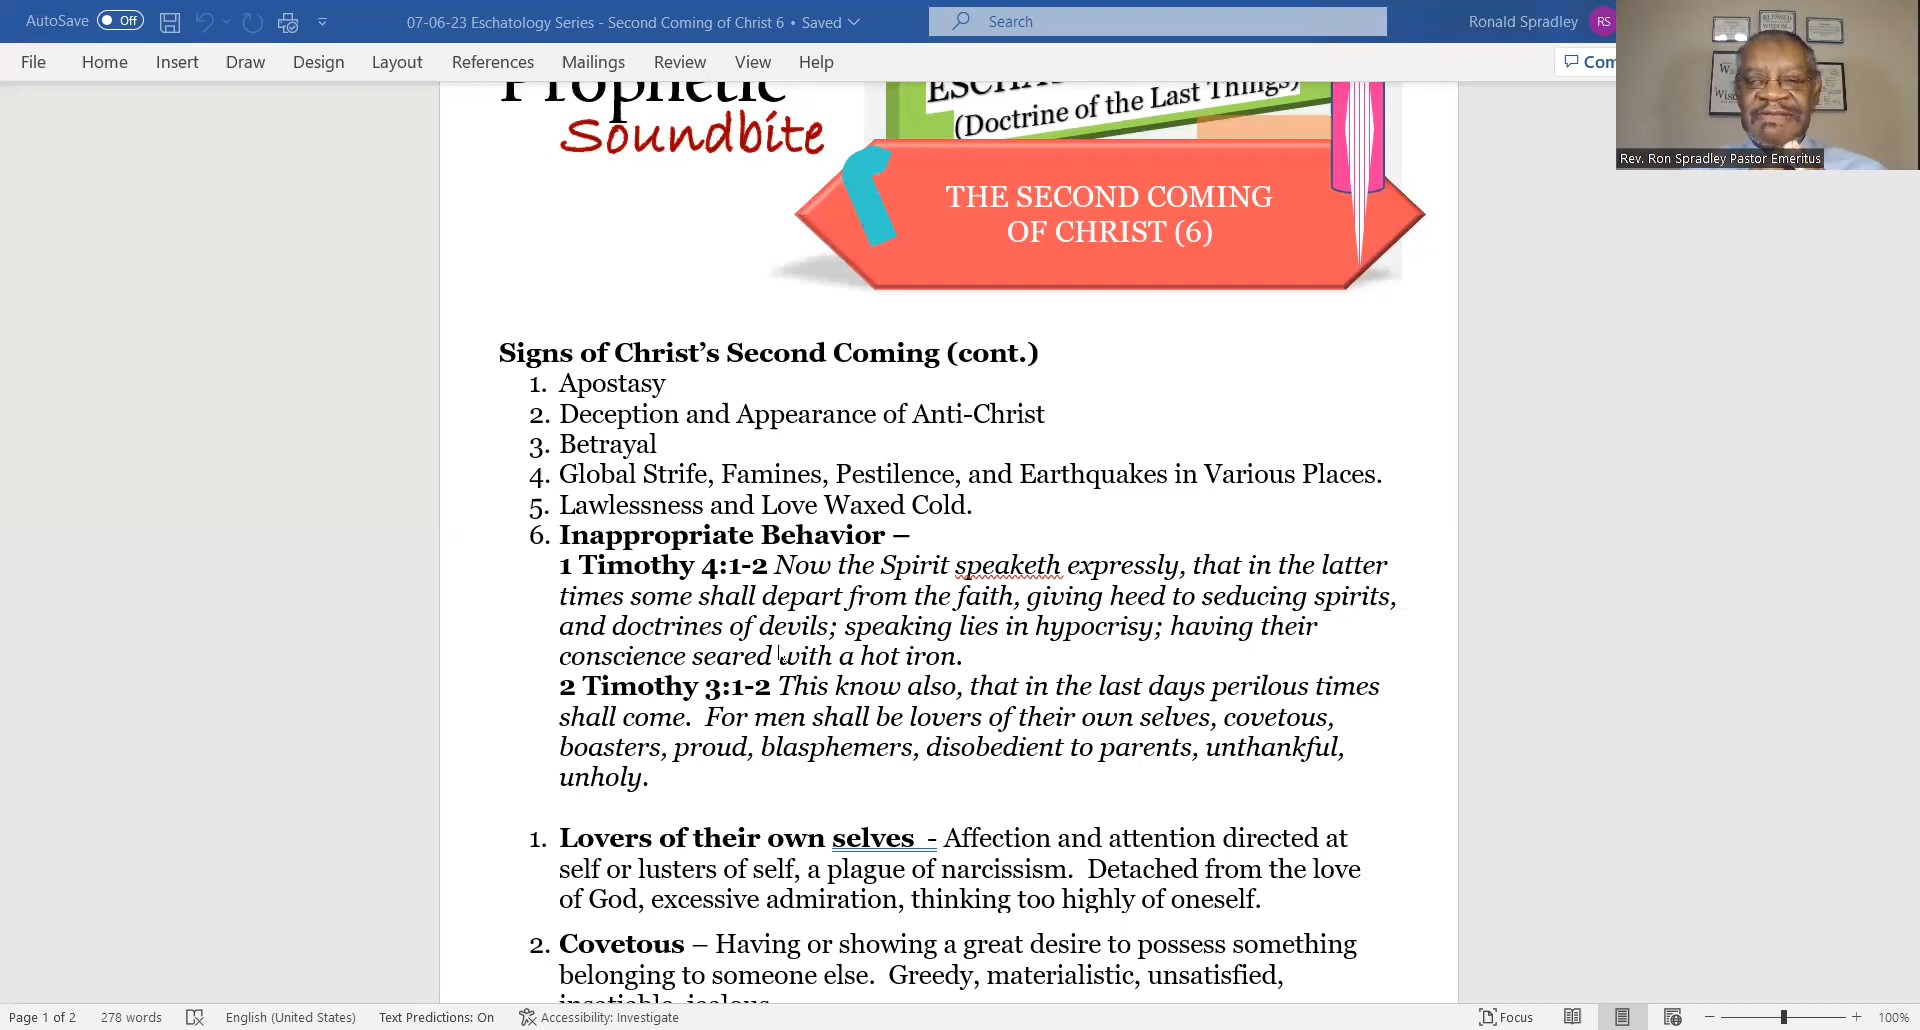 AutoSave Off
07-06-23 Eschatology Series - Second Coming of Christ 6 • Saved
Search
Ronald Spradley RS
File Home Insert Draw Design Layout References Mailings Review View Help
BLESSED
WISDOM
Rev. Ron Spradley Pastor Emeritus
Prophetic
Soundbite
(Doctrine of the Last Things)
THE SECOND COMING
OF CHRIST (6)
Signs of Christ’s Second Coming (cont.)
1. Apostasy
2. Deception and Appearance of Anti-Christ
3. Betrayal
4. Global Strife, Famines, Pestilence, and Earthquakes in Various Places.
5. Lawlessness and Love Waxed Cold.
6. Inappropriate Behavior –
1 Timothy 4:1-2 Now the Spirit speaketh expressly, that in the latter
times some shall depart from the faith, giving heed to seducing spirits,
and doctrines of devils; speaking lies in hypocrisy; having their
conscience seared with a hot iron.
2 Timothy 3:1-2 This know also, that in the last days perilous times
shall come.  For men shall be lovers of their own selves, covetous,
boasters, proud, blasphemers, disobedient to parents, unthankful,
unholy.
1. Lovers of their own selves  - Affection and attention directed at
self or lusters of self, a plague of narcissism.  Detached from the love
of God, excessive admiration, thinking too highly of oneself.
2. Covetous – Having or showing a great desire to possess something
belonging to someone else.  Greedy, materialistic, unsatisfied,
insatiable, jealous
Page 1 of 2 278 words English (United States) Text Predictions: On Accessibility: Investigate Focus 100%